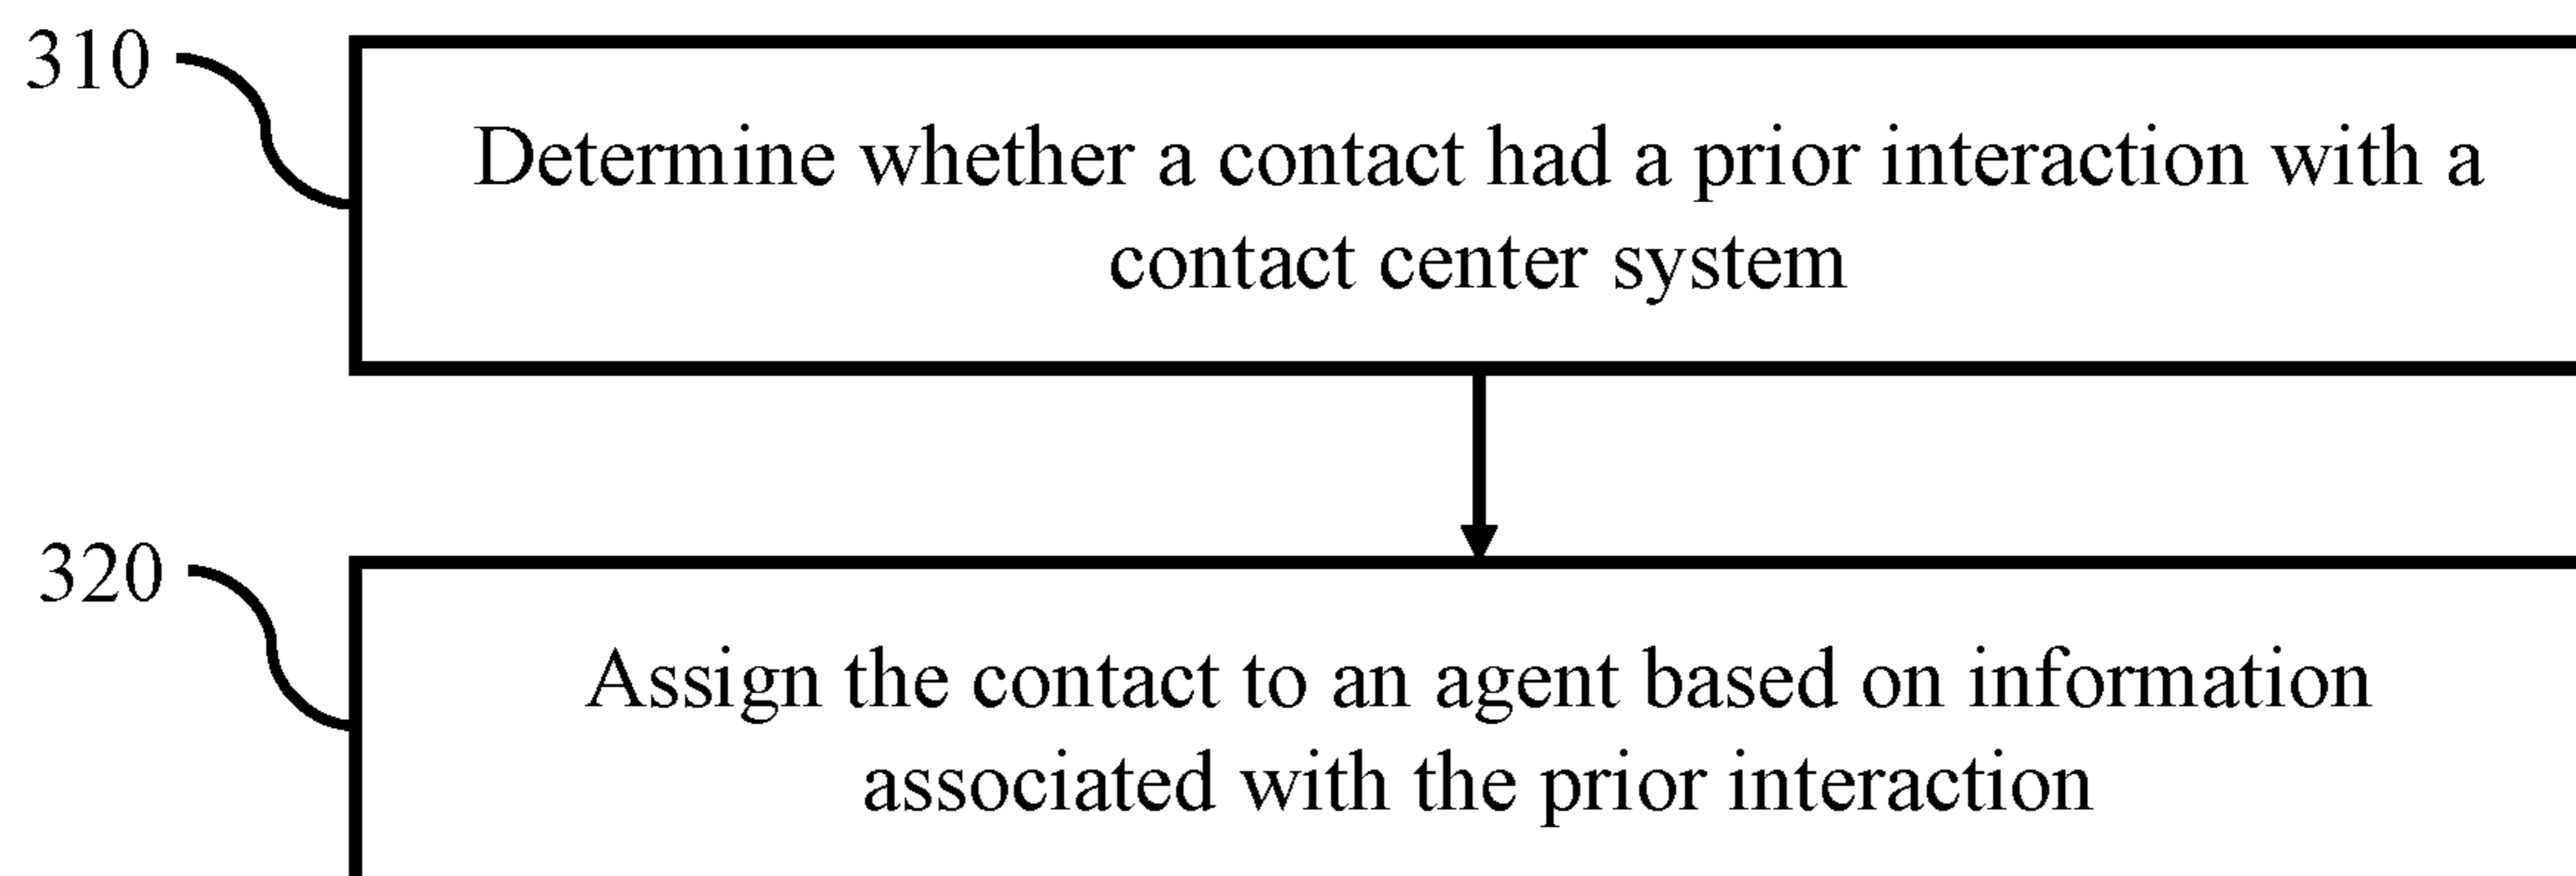 310
Determine whether a contact had a prior interaction with a
contact center system
320
Assign the contact to an agent based on information
associated with the prior interaction